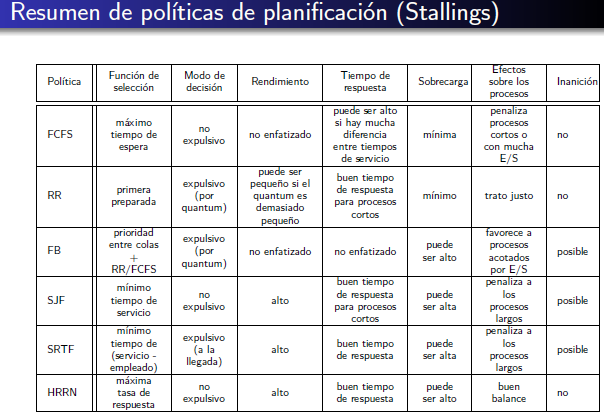 Resumen de políticas de planificación (Stallings)
Política
Función de
selección
Modo de
decisión
Rendimiento
Tiempo de
respuesta
Sobrecarga
Efectos
sobre los
procesos
Inanición
FCFS
máximo
tiempo de
espera
no
expulsivo
no enfatizado
puede ser alto
si hay mucha
diferencia
entre tiempos
de servicio
mínima
penaliza
procesos
cortos o
con mucha
E/S
no
RR
primera
preparada
expulsivo
(por
quantum)
puede ser
pequeño si el
quantum es
demasiado
pequeño
buen tiempo
de respuesta
para procesos
cortos
mínimo
trato justo
no
FB
prioridad
entre colas
+
RR/FCFS
expulsivo
(por
quantum)
no enfatizado
no enfatizado
puede
ser alto
favorece a
procesos
acotados
por E/S
posible
SJF
mínimo
tiempo de
servicio
no
expulsivo
alto
buen tiempo
de respuesta
para procesos
cortos
puede
ser alta
penaliza a
los
procesos
largos
posible
SRTF
mínimo
tiempo de
(servicio -
empleado)
expulsivo
(a la
llegada)
alto
buen tiempo
de respuesta
puede
ser alta
penaliza a
los
procesos
largos
posible
HRRN
máxima
tasa de
respuesta
no
expulsivo
alto
buen tiempo
de respuesta
puede
ser alto
buen
balance
no